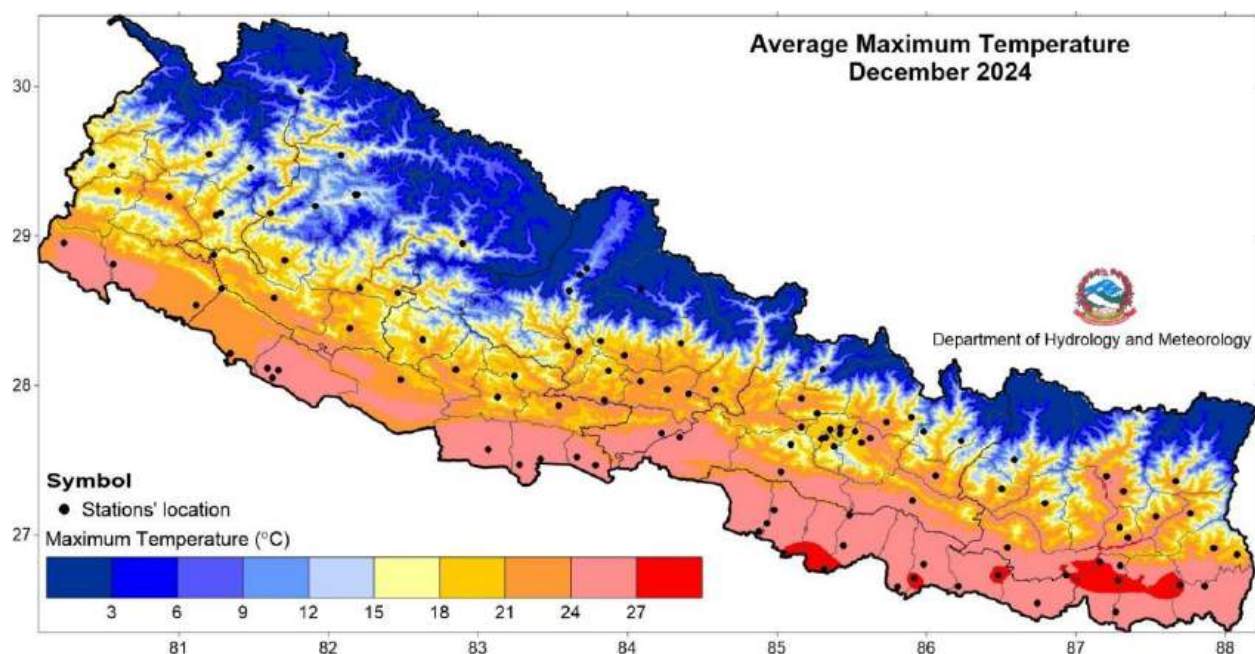 Average Maximum Temperature
December 2024
30
29
28
27
Department of Hydrology and Meteorology
Symbol
Stations' location
Maximum Temperature (°C)
3 6 9 12 15 18 21 24 27
81 82 83 84 85 86 87 88